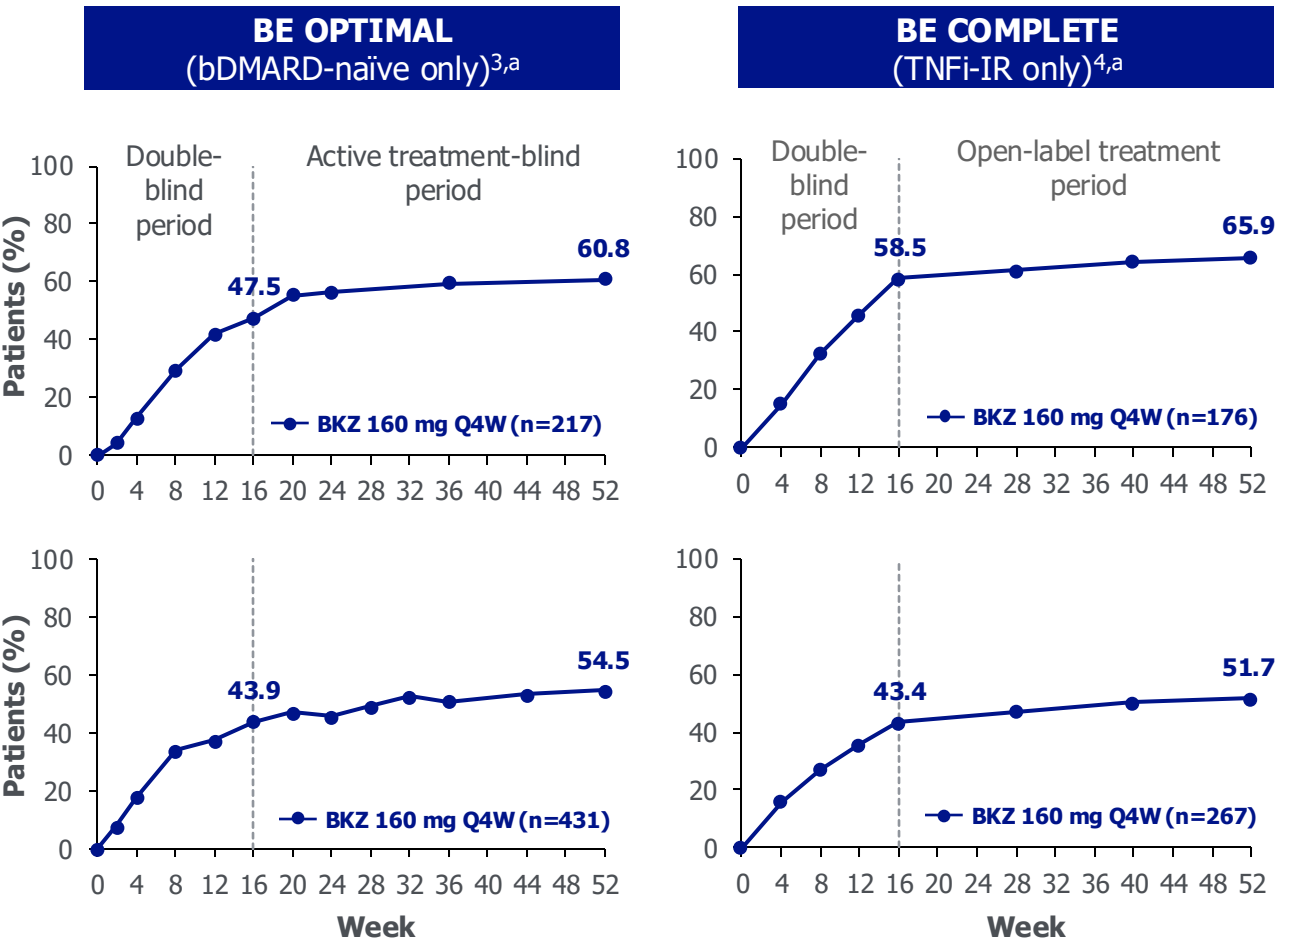 BE OPTIMAL
(bDMARD-naïve only)3,a
BE COMPLETE
(TNFi-IR only)4,a
Patients (%)
100
80
60
40
20
0
Double-
blind
period
Active treatment-blind
period
47.5
60.8
BKZ 160 mg Q4W (n=217)
0 4 8 12 16 20 24 28 32 36 40 44 48 52
100
80
60
40
20
0
Double-
blind
period
Open-label treatment
period
58.5
65.9
BKZ 160 mg Q4W (n=176)
0 4 8 12 16 20 24 28 32 36 40 44 48 52
Patients (%)
100
80
60
40
20
0
43.9
54.5
BKZ 160 mg Q4W (n=431)
0 4 8 12 16 20 24 28 32 36 40 44 48 52
Week
100
80
60
40
20
0
43.4
51.7
BKZ 160 mg Q4W (n=267)
0 4 8 12 16 20 24 28 32 36 40 44 48 52
Week